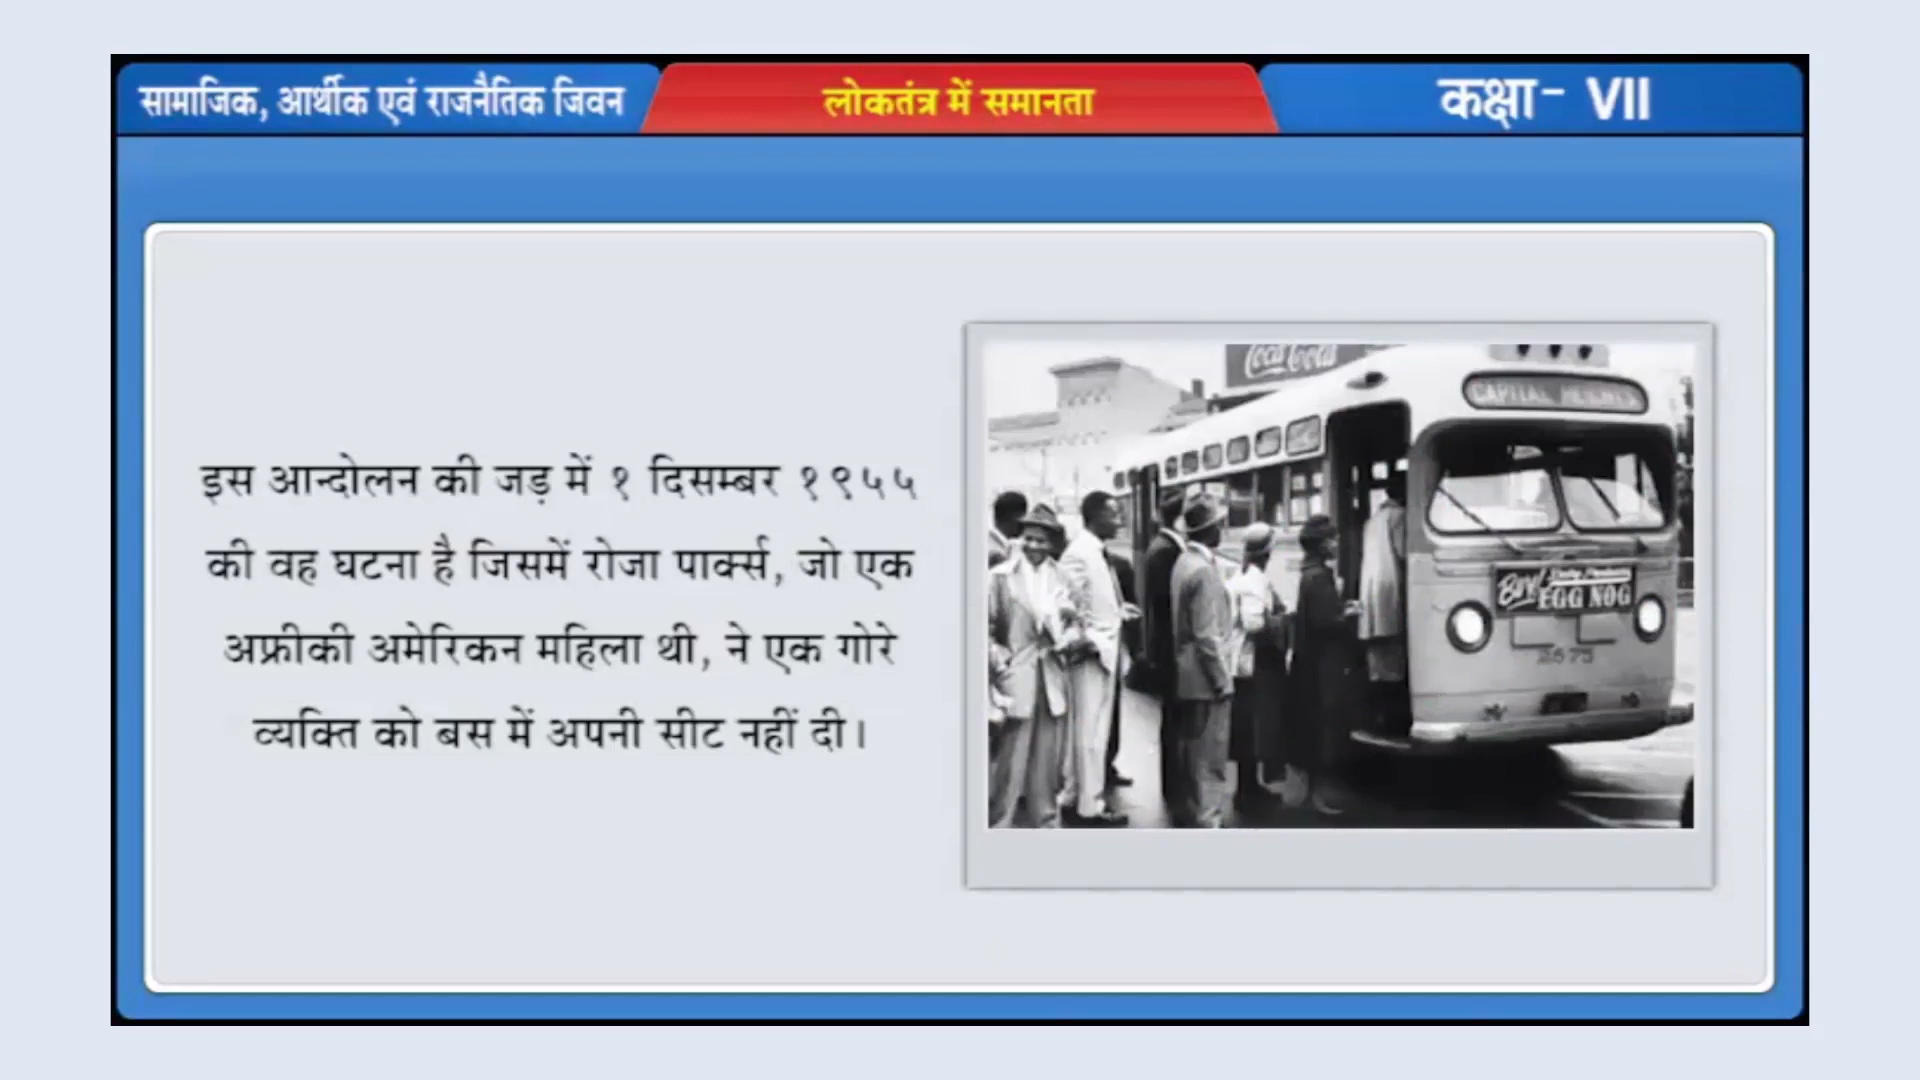 सामाजिक, आर्थीक एवं राजनैतिक जिवन
लोकतंत्र में समानता
कक्षा- VII
इस आन्दोलन की जड़ में १ दिसम्बर १९५५
की वह घटना है जिसमें रोजा पार्क्स, जो एक
अफ्रीकी अमेरिकन महिला थी, ने एक गोरे
व्यक्ति को बस में अपनी सीट नहीं दी।
Coca Cola
CAPITAL HEIGHTS
Buy!
EGG NOG
2675